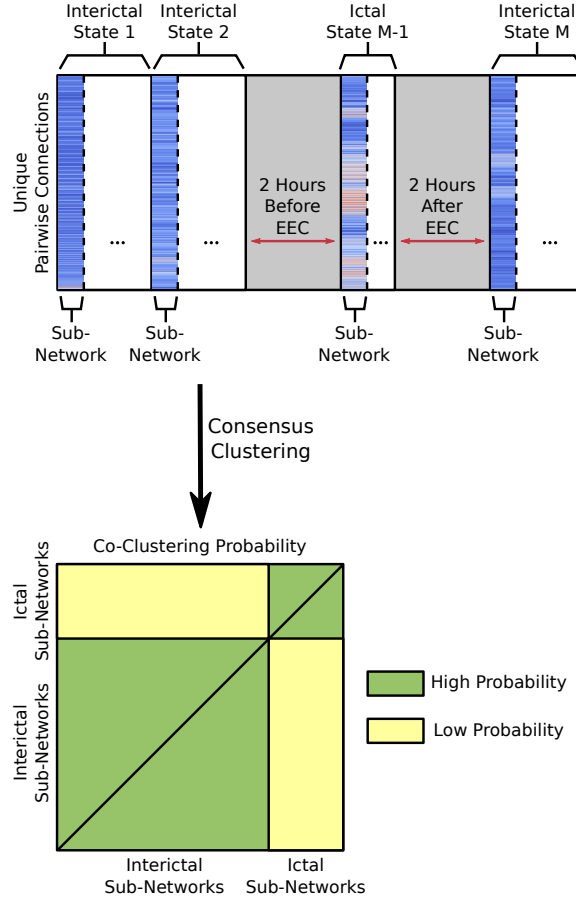 Interictal
State 1
Interictal
State 2
Ictal
State M-1
Interictal
State M
Unique
Pairwise Connections
...
...
2 Hours
Before
EEC
...
2 Hours
After
EEC
...
Sub-
Network
Sub-
Network
Sub-
Network
Sub-
Network
Consensus
Clustering
Co-Clustering Probability
Ictal
Sub-Networks
Interictal
Sub-Networks
High Probability
Low Probability
Interictal
Sub-Networks
Ictal
Sub-Networks